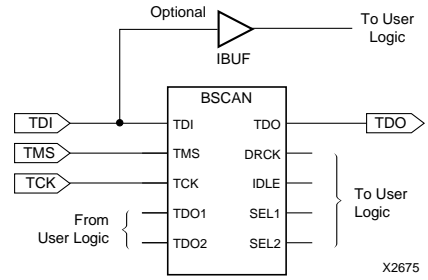 Optional
To User
Logic
IBUF
BSCAN
TDI TDI TDO TDO
TMS TMS DRCK
TCK TCK IDLE
To User
Logic
From
User Logic
TDO1 SEL1
TDO2 SEL2
X2675